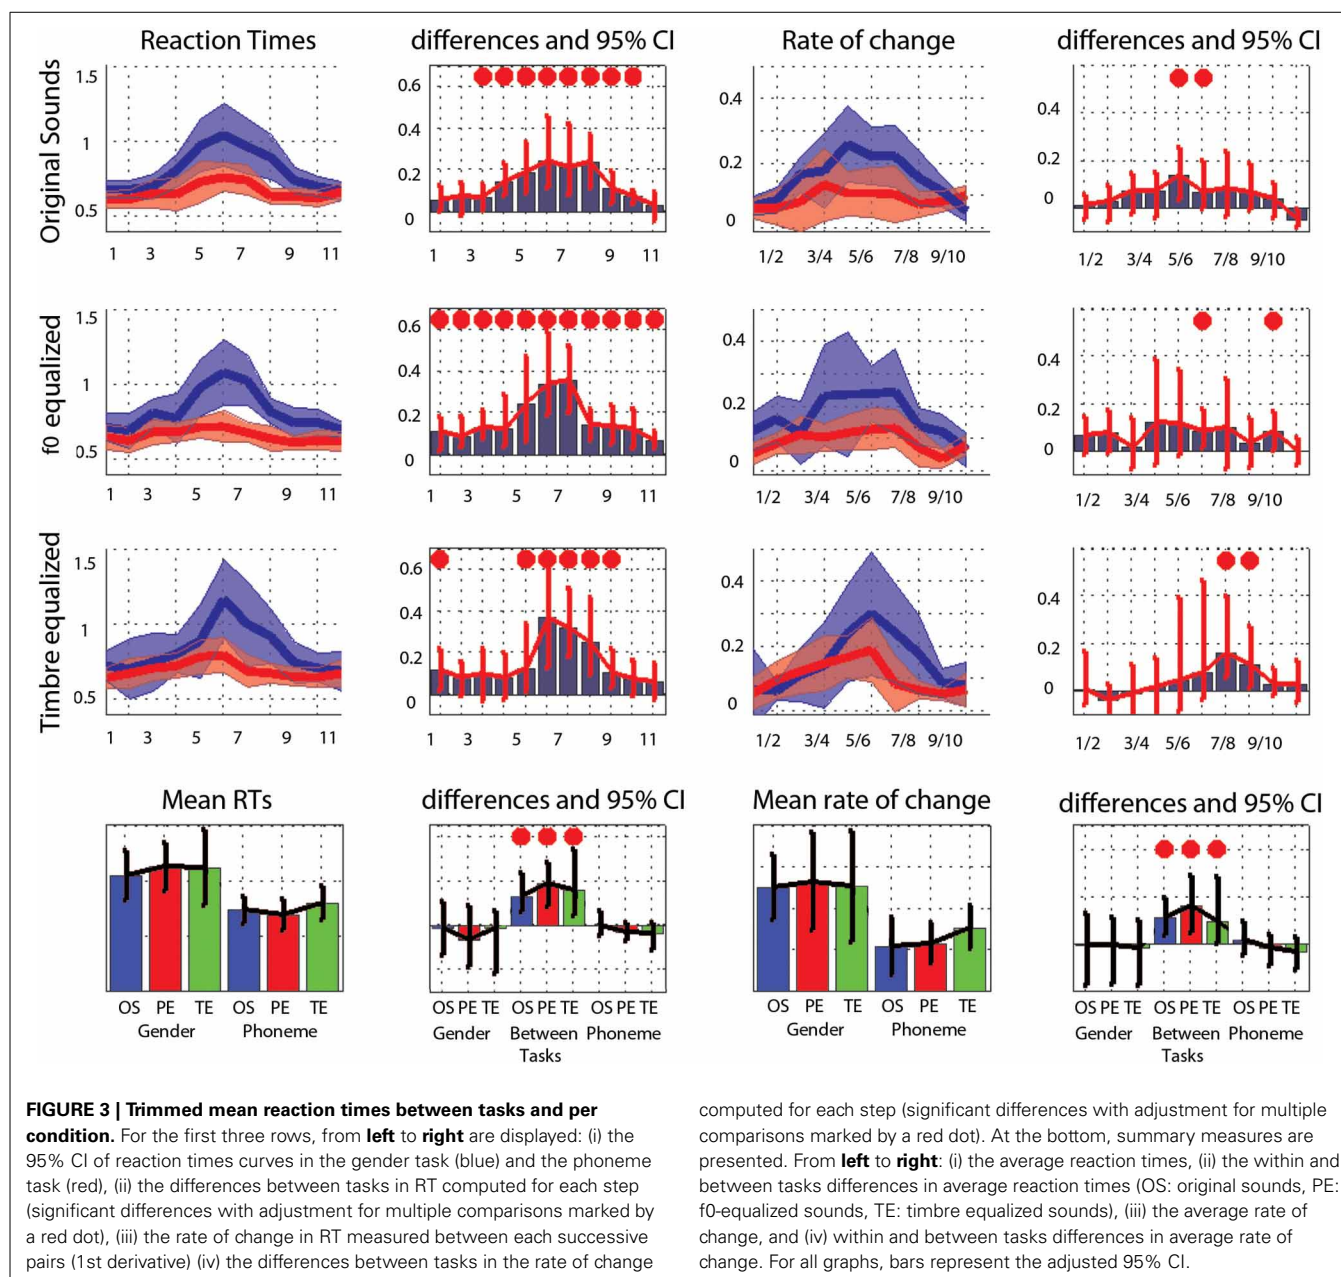 Reaction Times
differences and 95% CI
Rate of change
differences and 95% CI
Original Sounds
1.5
1
0.5
1 3 5 7 9 11
0.6
0.4
0.2
0
1 3 5 7 9 11
0.4
0.2
0
1/2 3/4 5/6 7/8 9/10
0.4
0.2
0
1/2 3/4 5/6 7/8 9/10
f0 equalized
1.5
1
0.5
1 3 5 7 9 11
0.6
0.4
0.2
0
1 3 5 7 9 11
0.4
0.2
0
1/2 3/4 5/6 7/8 9/10
0.4
0.2
0
1/2 3/4 5/6 7/8 9/10
Timbre equalized
1.5
1
0.5
1 3 5 7 9 11
0.6
0.4
0.2
0
1 3 5 7 9 11
0.4
0.2
0
1/2 3/4 5/6 7/8 9/10
0.4
0.2
0
1/2 3/4 5/6 7/8 9/10
Mean RTs
OS PE TE OS PE TE
Gender Phoneme
differences and 95% CI
OS PE TE OS PE TE OS PE TE
Gender Between Phoneme
Tasks
Mean rate of change
OS PE TE OS PE TE
Gender Phoneme
differences and 95% CI
OS PE TE OS PE TE OS PE TE
Gender Between Phoneme
Tasks
FIGURE 3 | Trimmed mean reaction times between tasks and per
condition. For the first three rows, from left to right are displayed: (i) the
95% CI of reaction times curves in the gender task (blue) and the phoneme
task (red), (ii) the differences between tasks in RT computed for each step
(significant differences with adjustment for multiple comparisons marked by
a red dot), (iii) the rate of change in RT measured between each successive
pairs (1st derivative) (iv) the differences between tasks in the rate of change
computed for each step (significant differences with adjustment for multiple
comparisons marked by a red dot). At the bottom, summary measures are
presented. From left to right: (i) the average reaction times, (ii) the within and
between tasks differences in average reaction times (OS: original sounds, PE:
f0-equalized sounds, TE: timbre equalized sounds), (iii) the average rate of
change, and (iv) within and between tasks differences in average rate of
change. For all graphs, bars represent the adjusted 95% CI.